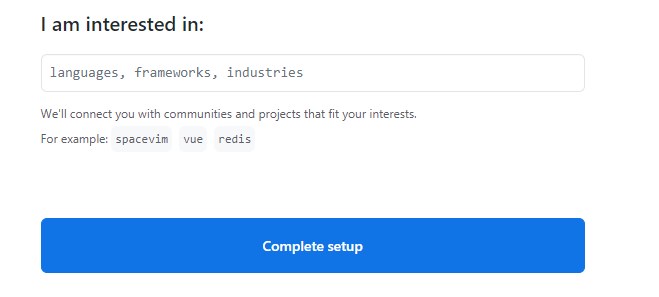 I am interested in:
languages, frameworks, industries
We'll connect you with communities and projects that fit your interests.
For example: spacevim vue redis
Complete setup